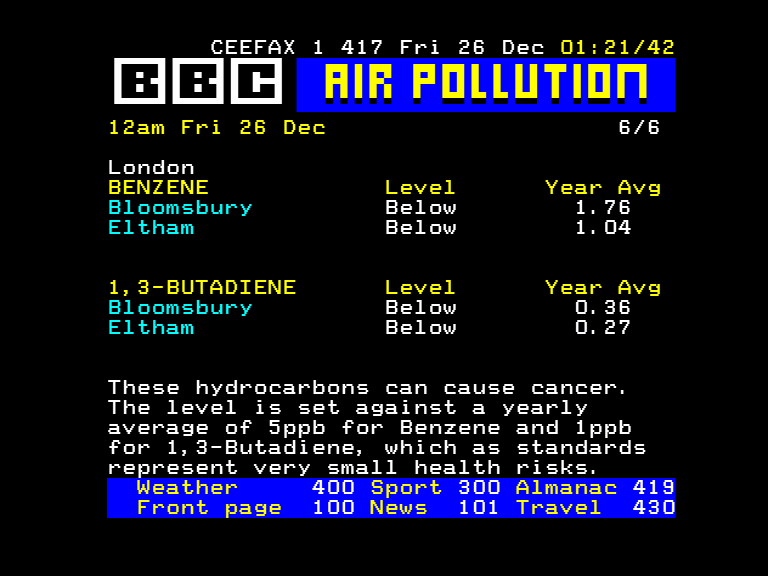 CEEFAX 1 417 Fri 26 Dec 01:21/42
BBC AIR POLLUTION
12am Fri 26 Dec 6/6
London
BENZENE Level Year Avg
Bloomsbury Below 1.76
Eltham Below 1.04
1,3-BUTADIENE Level Year Avg
Bloomsbury Below 0.36
Eltham Below 0.27
These hydrocarbons can cause cancer.
The level is set against a yearly
average of 5ppb for Benzene and 1ppb
for 1,3-Butadiene, which as standards
represent very small health risks.
Weather 400 Sport 300 Almanac 419
Front page 100 News 101 Travel 430